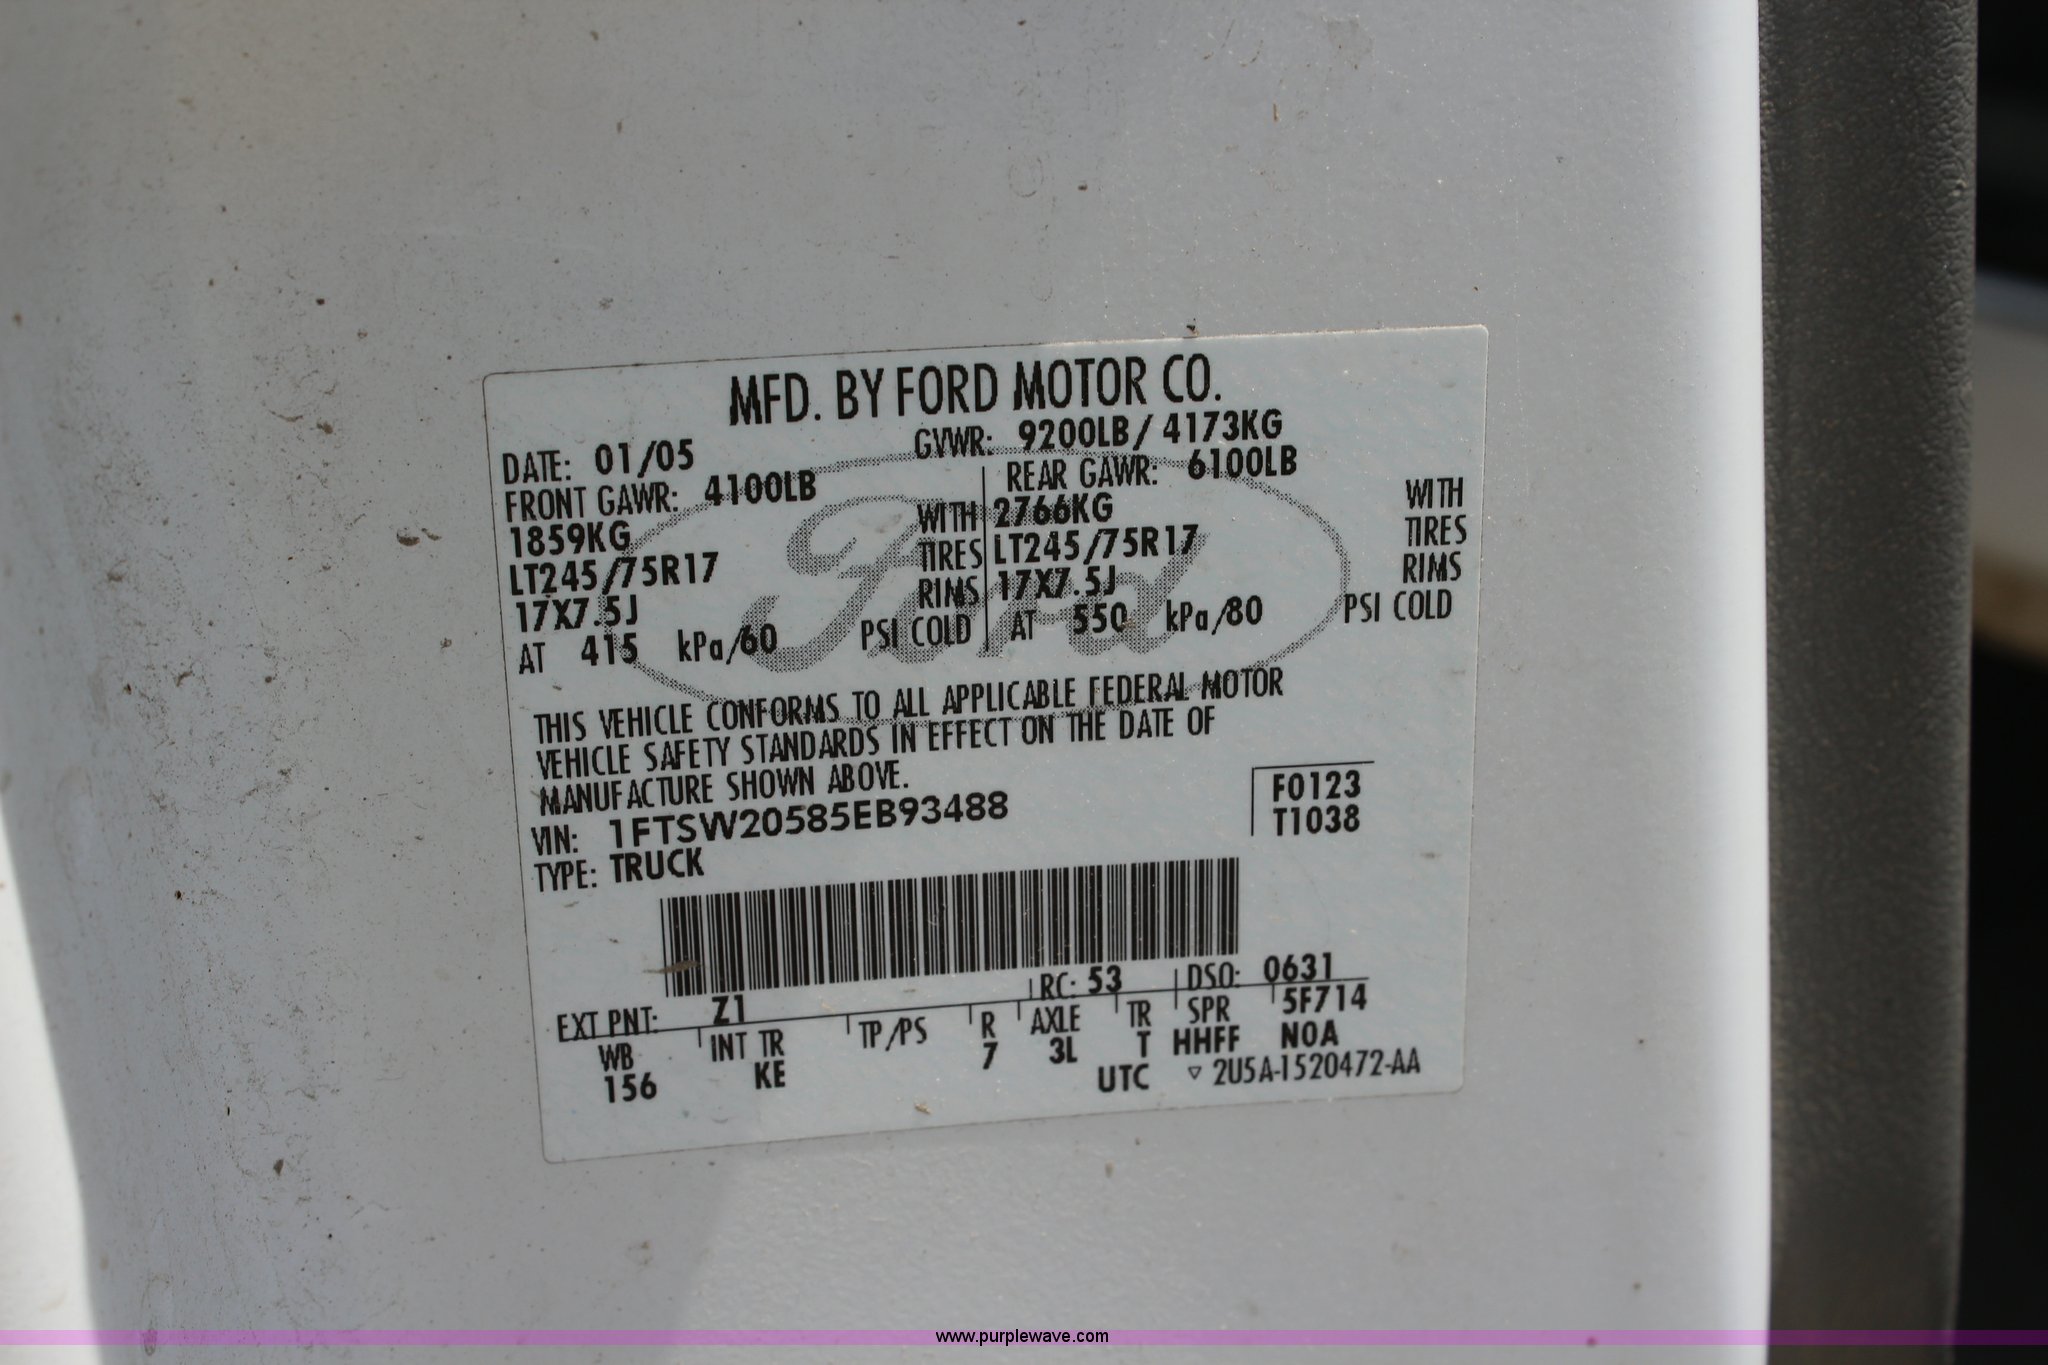 MFD. BY FORD MOTOR CO.
DATE: 01/05 GVWR: 9200LB/ 4173KG
FRONT GAWR: 4100LB REAR GAWR: 6100LB
1859KG WITH 2766KG WITH
LT245/75R17 TIRES LT245/75R17 TIRES
17X7.5J RIMS 17X7.5J RIMS
AT 415 kPa/60 PSI COLD AT 550 kPa/80 PSI COLD
Ford
THIS VEHICLE CONFORMS TO ALL APPLICABLE FEDERAL MOTOR
VEHICLE SAFETY STANDARDS IN EFFECT ON THE DATE OF
MANUFACTURE SHOWN ABOVE.
VIN: 1FTSW20585EB93488 F0123
TYPE: TRUCK T1038
EXT PNT: Z1 RC: 53 DSO: 0631
WB INT TR TP/PS R AXLE TR SPR 5F714
156 KE 7 3L T HHFF NOA
UTC ▽ 2U5A-1520472-AA
www.purplewave.com